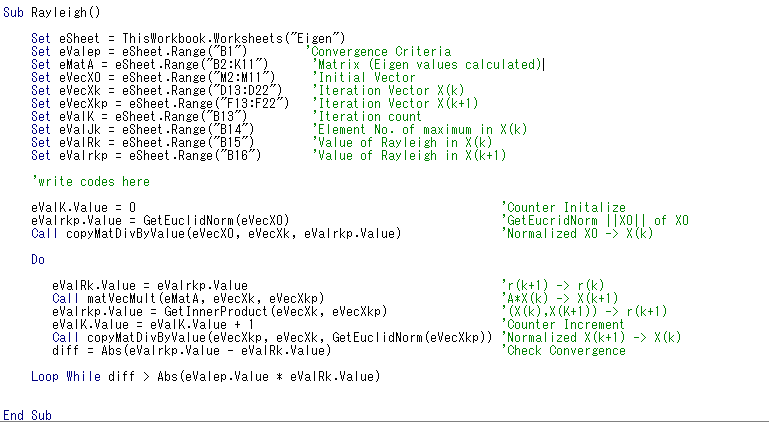 Sub Rayleigh()
Set eSheet = ThisWorkbook.Worksheets("Eigen")
Set eValep = eSheet.Range("B1") 'Convergence Criteria
Set eMatA = eSheet.Range("B2:K11") 'Matrix (Eigen values calculated)
Set eVecX0 = eSheet.Range("M2:M11") 'Initial Vector
Set eVecXk = eSheet.Range("D13:D22") 'Iteration Vector X(k)
Set eVecXkp = eSheet.Range("F13:F22") 'Iteration Vector X(k+1)
Set eValK = eSheet.Range("B13") 'Iteration count
Set eValJk = eSheet.Range("B14") 'Element No. of maximum in X(k)
Set eValRk = eSheet.Range("B15") 'Value of Rayleigh in X(k)
Set eValrkp = eSheet.Range("B16") 'Value of Rayleigh in X(k+1)
'write codes here
eValK.Value = 0 'Counter Initalize
eValrkp.Value = GetEuclidNorm(eVecX0) 'GetEucridNorm ||X0|| of X0
Call copyMatDivByValue(eVecX0, eVecXk, eValrkp.Value) 'Normalized X0 -> X(k)
Do
eValRk.Value = eValrkp.Value 'r(k+1) -> r(k)
Call matVecMult(eMatA, eVecXk, eVecXkp) 'A*X(k) -> X(k+1)
eValrkp.Value = GetInnerProduct(eVecXk, eVecXkp) '(X(k),X(K+1)) -> r(k+1)
eValK.Value = eValK.Value + 1 'Counter Increment
Call copyMatDivByValue(eVecXkp, eVecXk, GetEuclidNorm(eVecXkp)) 'Normalized X(k+1) -> X(k)
diff = Abs(eValrkp.Value - eValRk.Value) 'Check Convergence
Loop While diff > Abs(eValep.Value * eValRk.Value)
End Sub